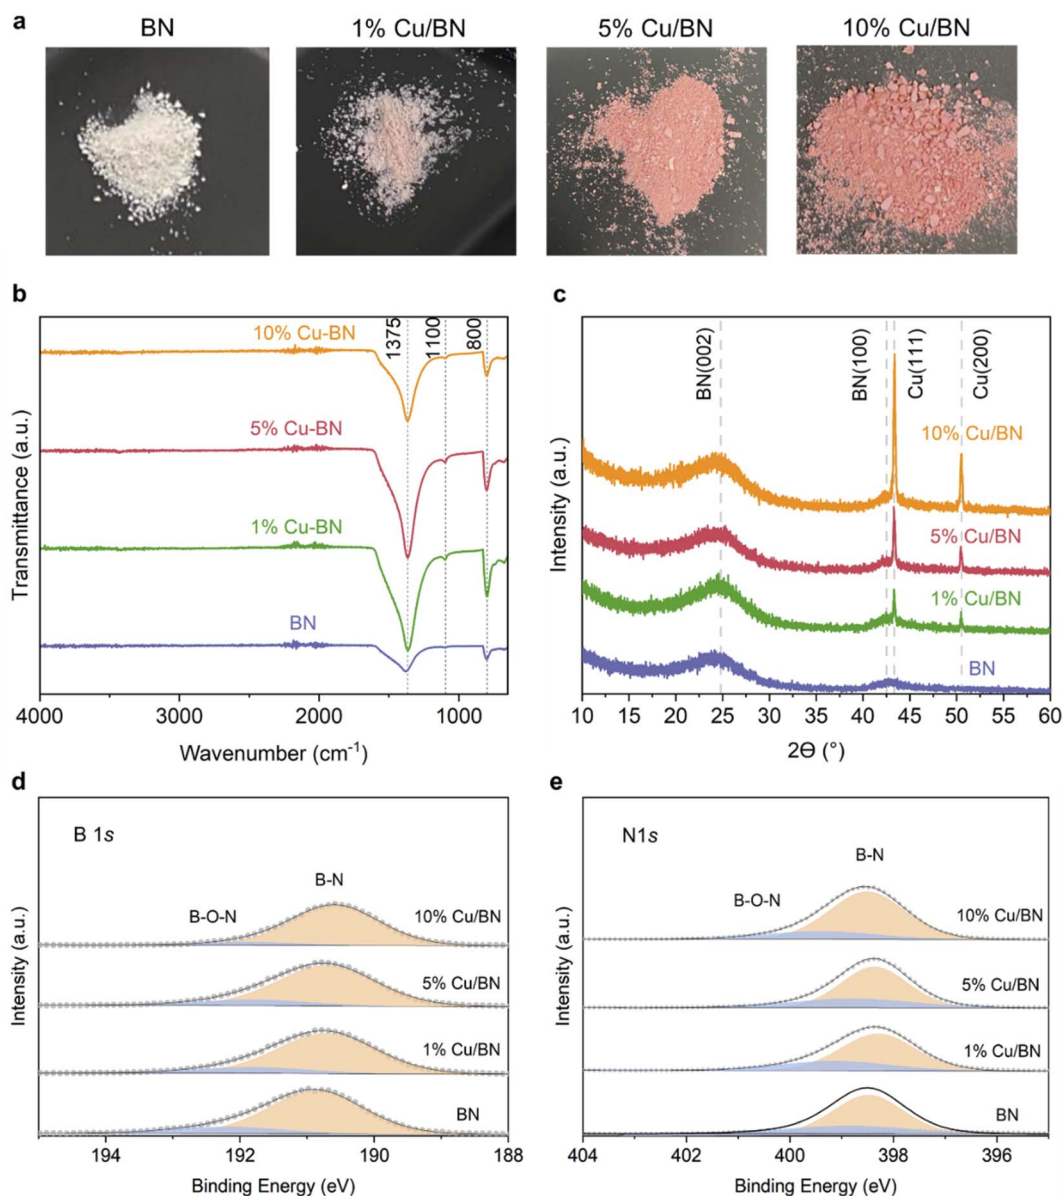 a
BN
1% Cu/BN
5% Cu/BN
10% Cu/BN
b
10% Cu-BN
5% Cu-BN
1% Cu-BN
BN
1375
1100
800
Transmittance (a.u.)
4000
3000
2000
1000
Wavenumber (cm⁻¹)
c
BN(002)
BN(100)
Cu(111)
Cu(200)
10% Cu/BN
5% Cu/BN
1% Cu/BN
BN
Intensity (a.u.)
10
15
20
25
30
35
40
45
50
55
60
2Θ (°)
d
B 1s
B-N
B-O-N
10% Cu/BN
5% Cu/BN
1% Cu/BN
BN
Intensity (a.u.)
194
192
190
188
Binding Energy (eV)
e
N1s
B-N
B-O-N
10% Cu/BN
5% Cu/BN
1% Cu/BN
BN
Intensity (a.u.)
404
402
400
398
396
Binding Energy (eV)